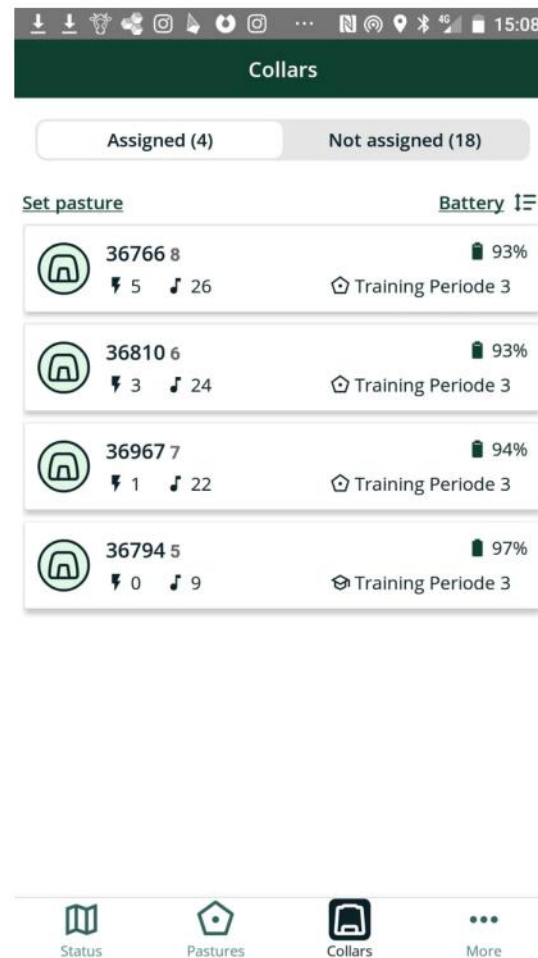 4G 15:08
Collars
Assigned (4) Not assigned (18)
Set pasture Battery
36766 8 93%
5 26 Training Periode 3
36810 6 93%
3 24 Training Periode 3
36967 7 94%
1 22 Training Periode 3
36794 5 97%
0 9 Training Periode 3
Status Pastures Collars More